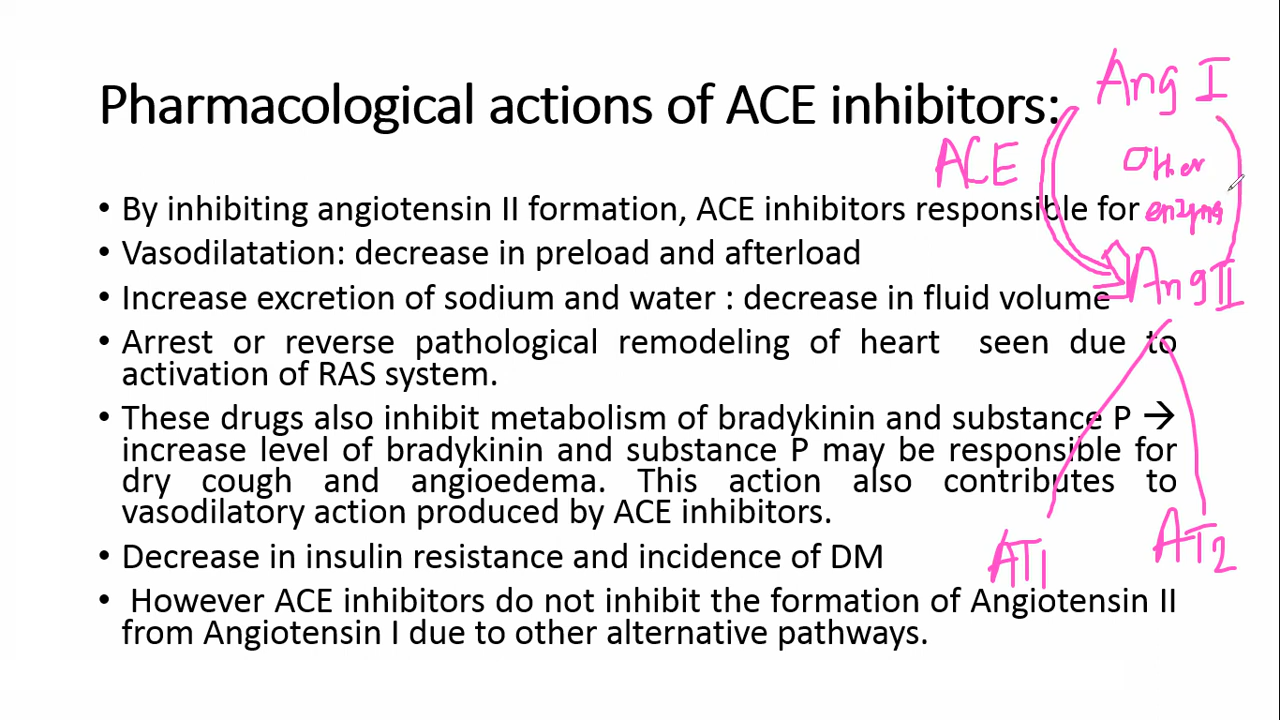 Pharmacological actions of ACE inhibitors:
Ang I
ACE
Other
enzyms
Ang II
• By inhibiting angiotensin II formation, ACE inhibitors responsible for
• Vasodilatation: decrease in preload and afterload
• Increase excretion of sodium and water : decrease in fluid volume
• Arrest or reverse pathological remodeling of heart seen due to
activation of RAS system.
• These drugs also inhibit metabolism of bradykinin and substance P →
increase level of bradykinin and substance P may be responsible for
dry cough and angioedema. This action also contributes to
vasodilatory action produced by ACE inhibitors.
• Decrease in insulin resistance and incidence of DM
AT1
AT2
• However ACE inhibitors do not inhibit the formation of Angiotensin II
from Angiotensin I due to other alternative pathways.